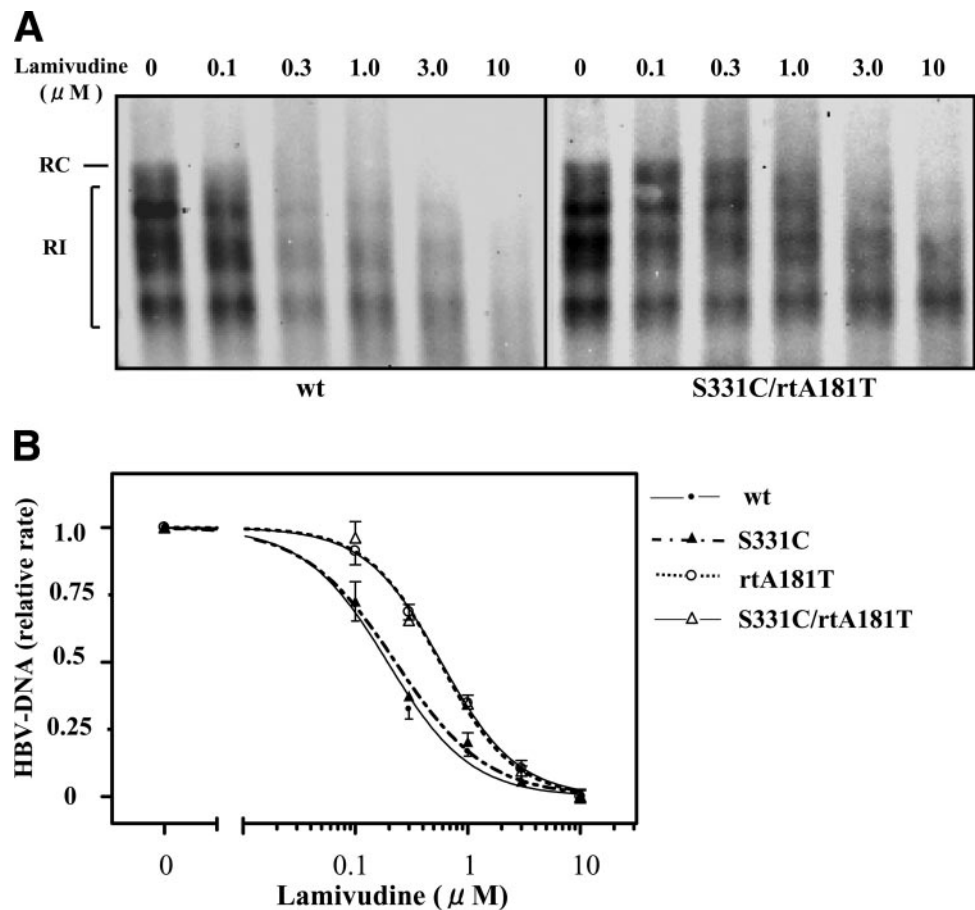 A
Lamivudine 0 0.1 0.3 1.0 3.0 10 0 0.1 0.3 1.0 3.0 10
(μM)
RC
RI
wt S331C/rtA181T
B
HBV-DNA (relative rate)
1.0
0.75
0.5
0.25
0
0 0.1 1 10
Lamivudine (μM)
wt
S331C
rtA181T
S331C/rtA181T